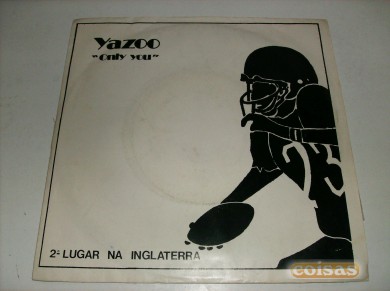 Yazoo
"only you"
23
2º LUGAR NA INGLATERRA
coisas